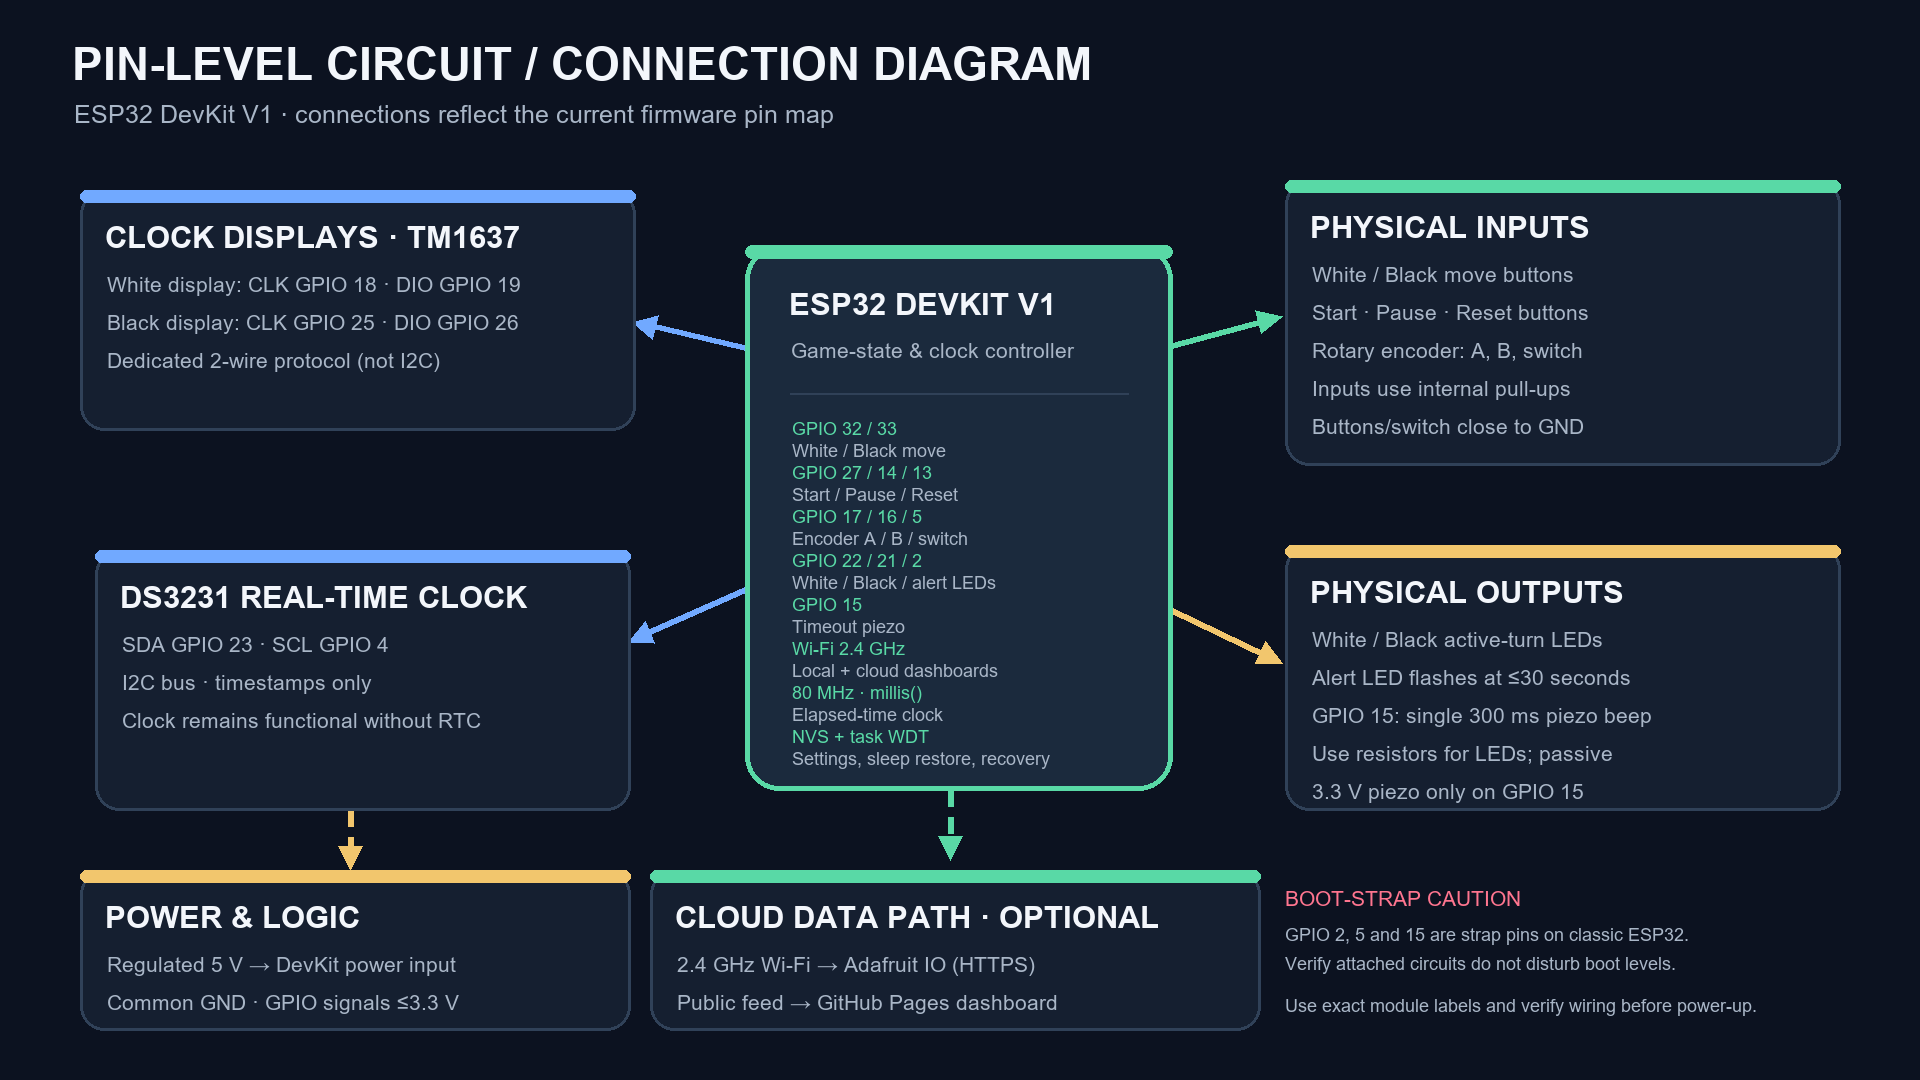 PIN-LEVEL CIRCUIT / CONNECTION DIAGRAM
ESP32 DevKit V1 · connections reflect the current firmware pin map
CLOCK DISPLAYS · TM1637
White display: CLK GPIO 18 · DIO GPIO 19
Black display: CLK GPIO 25 · DIO GPIO 26
Dedicated 2-wire protocol (not I2C)
DS3231 REAL-TIME CLOCK
SDA GPIO 23 · SCL GPIO 4
I2C bus · timestamps only
Clock remains functional without RTC
ESP32 DEVKIT V1
Game-state & clock controller
GPIO 32 / 33
White / Black move
GPIO 27 / 14 / 13
Start / Pause / Reset
GPIO 17 / 16 / 5
Encoder A / B / switch
GPIO 22 / 21 / 2
White / Black / alert LEDs
GPIO 15
Timeout piezo
Wi-Fi 2.4 GHz
Local + cloud dashboards
80 MHz · millis()
Elapsed-time clock
NVS + task WDT
Settings, sleep restore, recovery
PHYSICAL INPUTS
White / Black move buttons
Start · Pause · Reset buttons
Rotary encoder: A, B, switch
Inputs use internal pull-ups
Buttons/switch close to GND
PHYSICAL OUTPUTS
White / Black active-turn LEDs
Alert LED flashes at ≤30 seconds
GPIO 15: single 300 ms piezo beep
Use resistors for LEDs; passive
3.3 V piezo only on GPIO 15
POWER & LOGIC
Regulated 5 V → DevKit power input
Common GND · GPIO signals ≤3.3 V
CLOUD DATA PATH · OPTIONAL
2.4 GHz Wi-Fi → Adafruit IO (HTTPS)
Public feed → GitHub Pages dashboard
BOOT-STRAP CAUTION
GPIO 2, 5 and 15 are strap pins on classic ESP32.
Verify attached circuits do not disturb boot levels.
Use exact module labels and verify wiring before power-up.